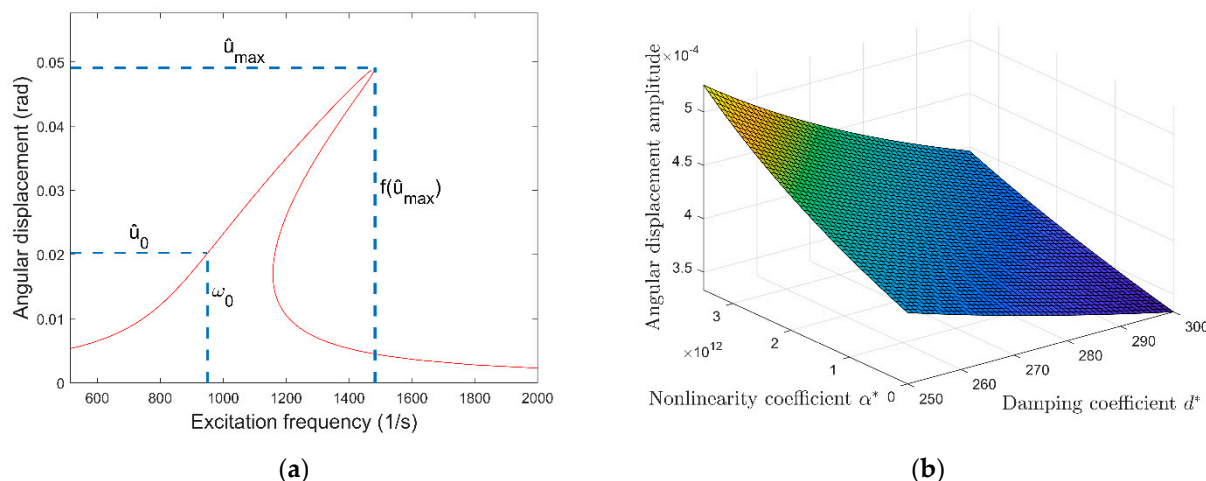 Angular displacement (rad)
0.05
0.04
0.03
0.02
0.01
0
û_max
û_0
ω_0
f(û_max)
600 800 1000 1200 1400 1600 1800 2000
Excitation frequency (1/s)
(a)
Angular displacement amplitude
×10^-4
5
4.5
4
3.5
3
2
1
0
×10^12
Nonlinearity coefficient α*
250
260
270
280
290
300
Damping coefficient d*
(b)